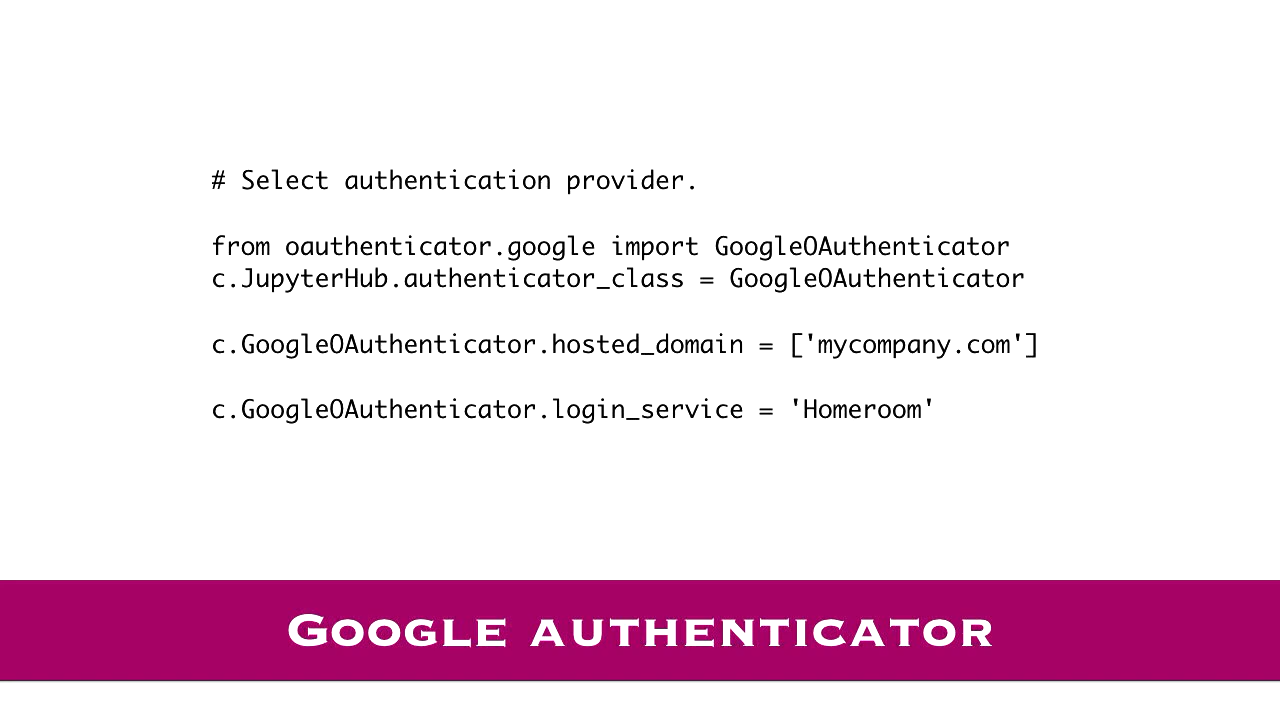 # Select authentication provider.
from oauthenticator.google import GoogleOAuthenticator
c.JupyterHub.authenticator_class = GoogleOAuthenticator
c.GoogleOAuthenticator.hosted_domain = ['mycompany.com']
c.GoogleOAuthenticator.login_service = 'Homeroom'
Google authenticator